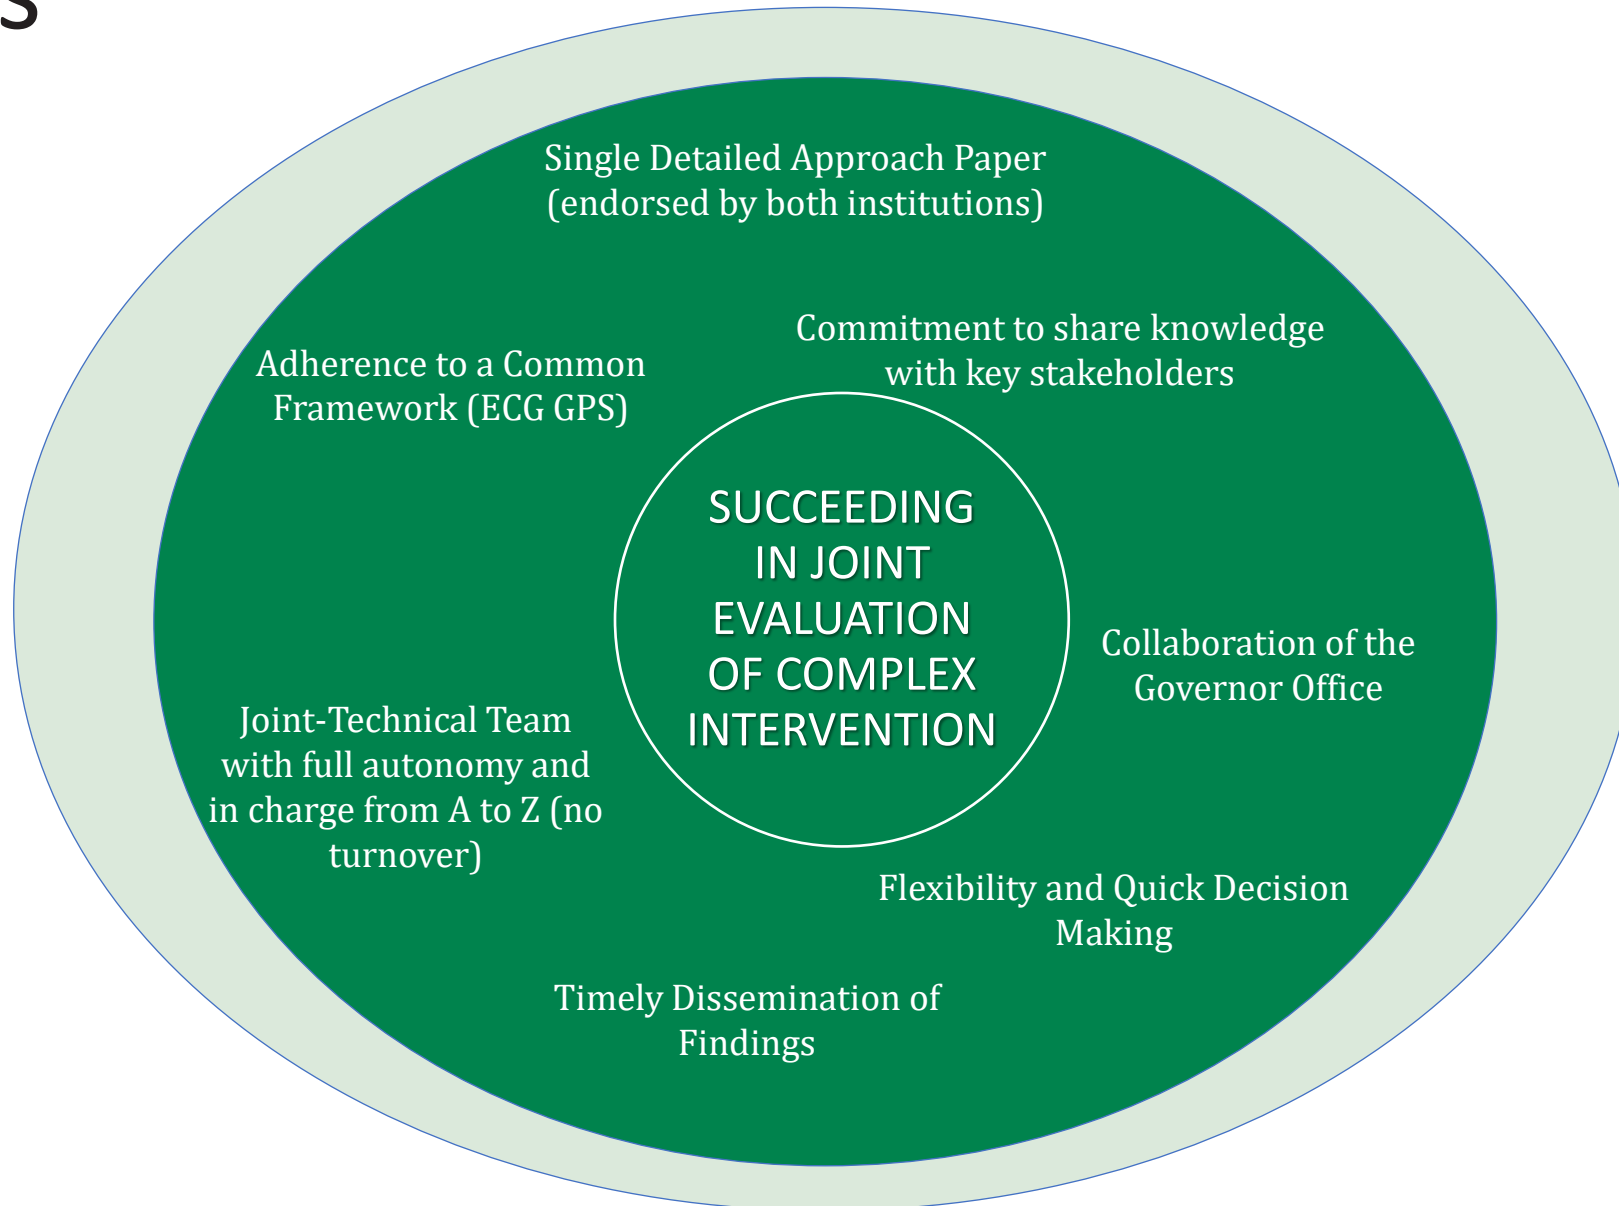 s
Single Detailed Approach Paper
(endorsed by both institutions)
Commitment to share knowledge
with key stakeholders
Adherence to a Common
Framework (ECG GPS)
SUCCEEDING
IN JOINT
EVALUATION
OF COMPLEX
INTERVENTION
Collaboration of the
Governor Office
Joint-Technical Team
with full autonomy and
in charge from A to Z (no
turnover)
Flexibility and Quick Decision
Making
Timely Dissemination of
Findings